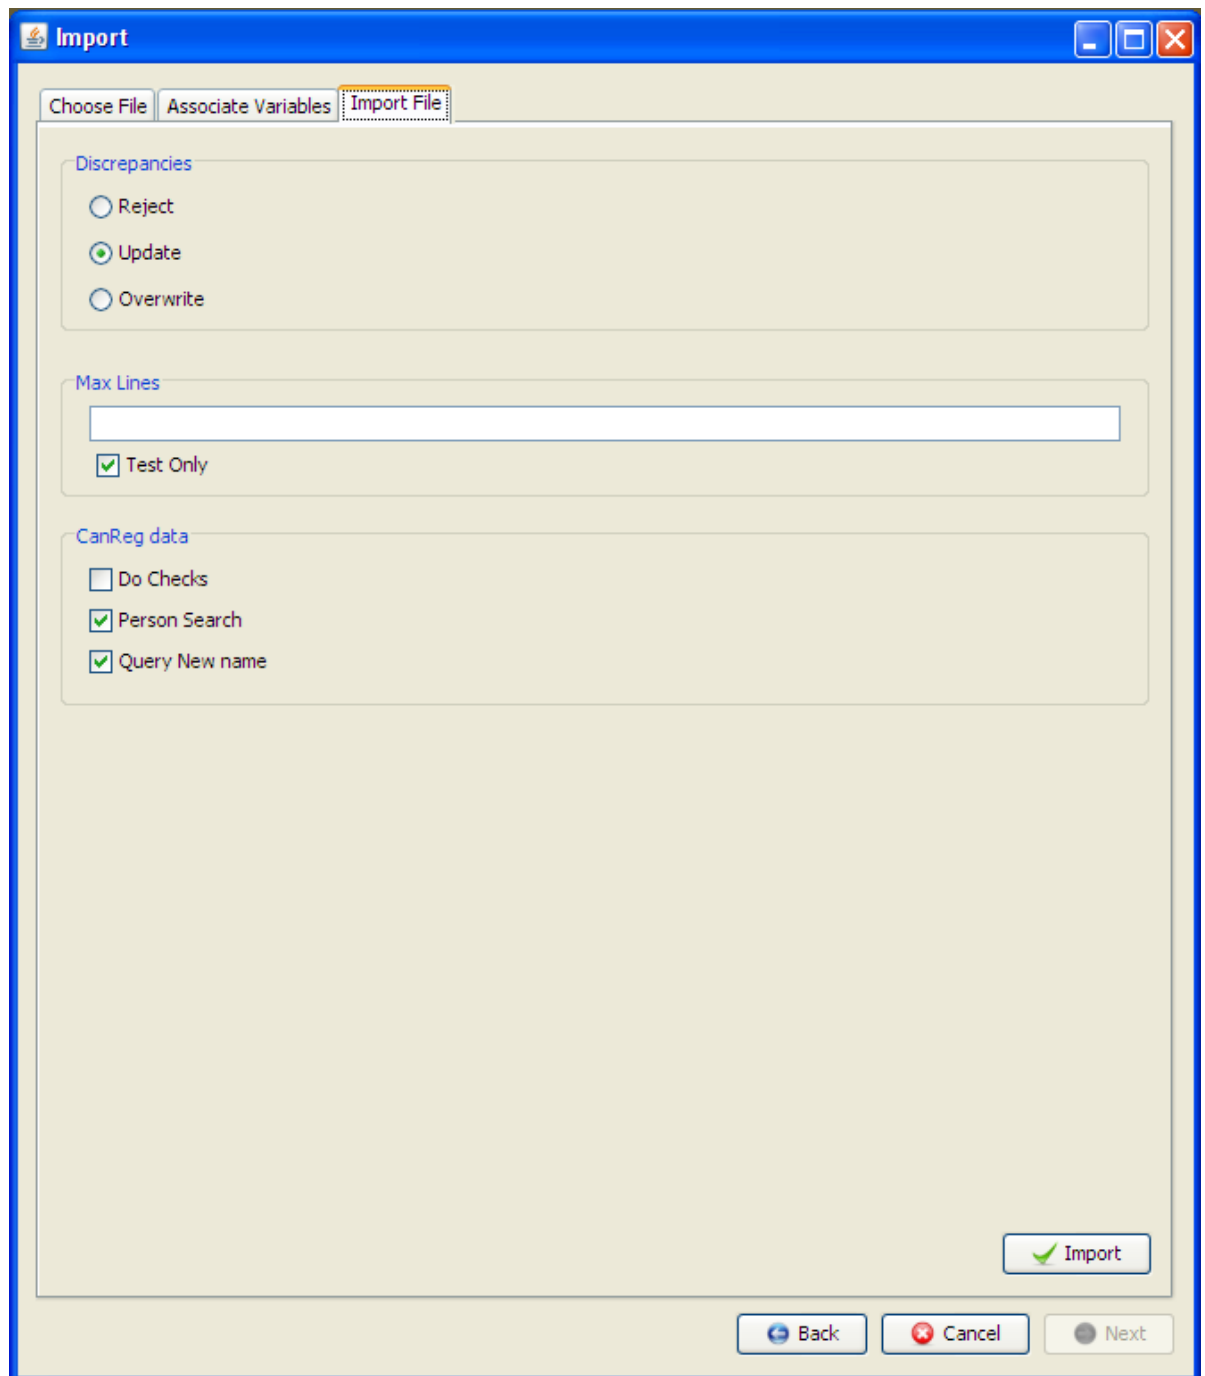 Import
Choose File Associate Variables Import File
Discrepancies
Reject
Update
Overwrite
Max Lines
Test Only
CanReg data
Do Checks
Person Search
Query New name
Import
Back Cancel Next